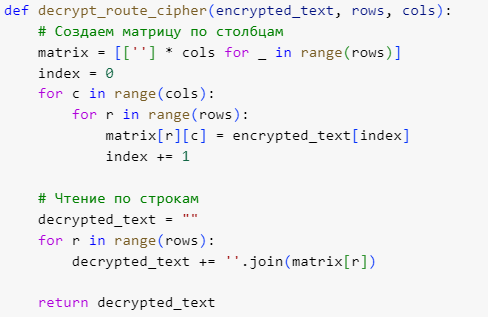 def decrypt_route_cipher(encrypted_text, rows, cols):
    # Создаем матрицу по столбцам
    matrix = [[''] * cols for _ in range(rows)]
    index = 0
    for c in range(cols):
        for r in range(rows):
            matrix[r][c] = encrypted_text[index]
            index += 1

    # Чтение по строкам
    decrypted_text = ""
    for r in range(rows):
        decrypted_text += ''.join(matrix[r])

    return decrypted_text